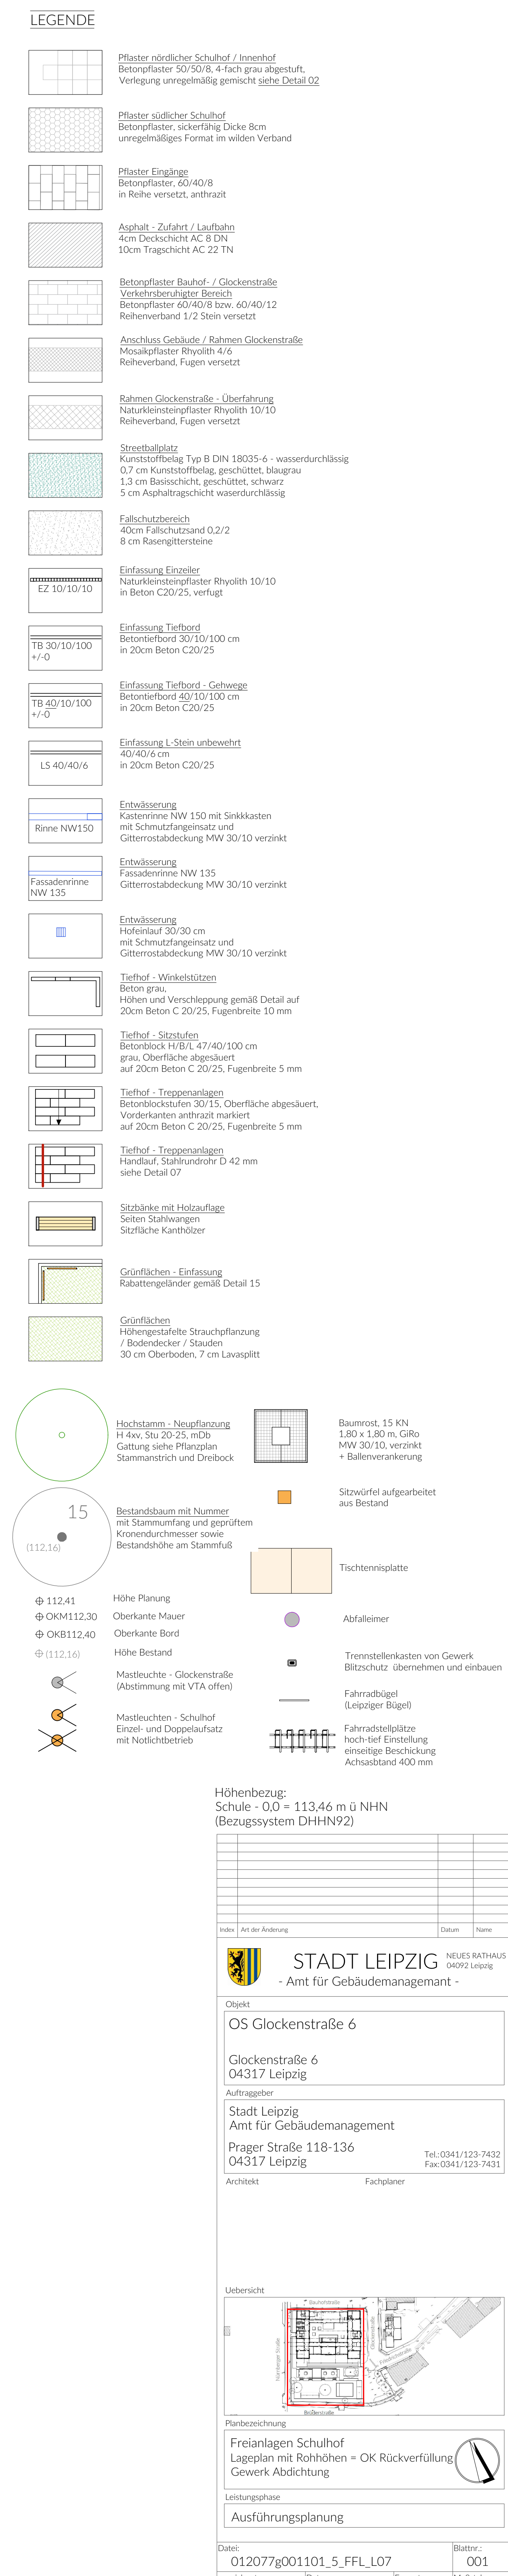 LEGENDE
Pflaster nördlicher Schulhof / Innenhof
Betonpflaster 50/50/8, 4-fach grau abgestuft,
Verlegung unregelmäßig gemischt siehe Detail 02
Pflaster südlicher Schulhof
Betonpflaster, sickerfähig Dicke 8cm
unregelmäßiges Format im wilden Verband
Pflaster Eingänge
Betonpflaster, 60/40/8
in Reihe versetzt, anthrazit
Asphalt - Zufahrt / Laufbahn
4cm Deckschicht AC 8 DN
10cm Tragschicht AC 22 TN
Betonpflaster Bauhof- / Glockenstraße
Verkehrsberuhigter Bereich
Betonpflaster 60/40/8 bzw. 60/40/12
Reihenverband 1/2 Stein versetzt
Anschluss Gebäude / Rahmen Glockenstraße
Mosaikpflaster Rhyolith 4/6
Reiheverband, Fugen versetzt
Rahmen Glockenstraße - Überfahrung
Naturkleinsteinpflaster Rhyolith 10/10
Reiheverband, Fugen versetzt
Streetballplatz
Kunststoffbelag Typ B DIN 18035-6 - wasserdurchlässig
0,7 cm Kunststoffbelag, geschüttet, blaugrau
1,3 cm Basisschicht, geschüttet, schwarz
5 cm Asphaltragschicht waserdurchlässig
Fallschutzbereich
40cm Fallschutzsand 0,2/2
8 cm Rasengittersteine
EZ 10/10/10
Einfassung Einzeiler
Naturkleinsteinpflaster Rhyolith 10/10
in Beton C20/25, verfugt
TB 30/10/100
+/-0
Einfassung Tiefbord
Betontiefbord 30/10/100 cm
in 20cm Beton C20/25
TB 40/10/100
+/-0
Einfassung Tiefbord - Gehwege
Betontiefbord 40/10/100 cm
in 20cm Beton C20/25
LS 40/40/6
Einfassung L-Stein unbewehrt
40/40/6 cm
in 20cm Beton C20/25
Rinne NW150
Entwässerung
Kastenrinne NW 150 mit Sinkkkasten
mit Schmutzfangeinsatz und
Gitterrostabdeckung MW 30/10 verzinkt
Fassadenrinne
NW 135
Entwässerung
Fassadenrinne NW 135
Gitterrostabdeckung MW 30/10 verzinkt
Entwässerung
Hofeinlauf 30/30 cm
mit Schmutzfangeinsatz und
Gitterrostabdeckung MW 30/10 verzinkt
Tiefhof - Winkelstützen
Beton grau,
Höhen und Verschleppung gemäß Detail auf
20cm Beton C 20/25, Fugenbreite 10 mm
Tiefhof - Sitzstufen
Betonblock H/B/L 47/40/100 cm
grau, Oberfläche abgesäuert
auf 20cm Beton C 20/25, Fugenbreite 5 mm
Tiefhof - Treppenanlagen
Betonblockstufen 30/15, Oberfläche abgesäuert,
Vorderkanten anthrazit markiert
auf 20cm Beton C 20/25, Fugenbreite 5 mm
Tiefhof - Treppenanlagen
Handlauf, Stahlrundrohr D 42 mm
siehe Detail 07
Sitzbänke mit Holzauflage
Seiten Stahlwangen
Sitzfläche Kanthölzer
Grünflächen - Einfassung
Rabattengeländer gemäß Detail 15
Grünflächen
Höhengestafelte Strauchpflanzung
/ Bodendecker / Stauden
30 cm Oberboden, 7 cm Lavasplitt
Hochstamm - Neupflanzung
H 4xv, Stu 20-25, mDb
Gattung siehe Pflanzplan
Stammanstrich und Dreibock
Baumrost, 15 KN
1,80 x 1,80 m, GiRo
MW 30/10, verzinkt
+ Ballenverankerung
15
(112,16)
Bestandsbaum mit Nummer
mit Stammumfang und geprüftem
Kronendurchmesser sowie
Bestandshöhe am Stammfuß
Sitzwürfel aufgearbeitet
aus Bestand
Tischtennisplatte
112,41 Höhe Planung
OKM112,30 Oberkante Mauer
OKB112,40 Oberkante Bord
(112,16) Höhe Bestand
Abfalleimer
Trennstellenkasten von Gewerk
Blitzschutz übernehmen und einbauen
Mastleuchte - Glockenstraße
(Abstimmung mit VTA offen)
Fahrradbügel
(Leipziger Bügel)
Mastleuchten - Schulhof
Einzel- und Doppelaufsatz
mit Notlichtbetrieb
Fahrradstellplätze
hoch-tief Einstellung
einseitige Beschickung
Achsasbtand 400 mm
Höhenbezug:
Schule - 0,0 = 113,46 m ü NHN
(Bezugssystem DHHN92)
Index Art der Änderung Datum Name
STADT LEIPZIG
NEUES RATHAUS
04092 Leipzig
- Amt für Gebäudemanagemant -
Objekt
OS Glockenstraße 6
Glockenstraße 6
04317 Leipzig
Auftraggeber
Stadt Leipzig
Amt für Gebäudemanagement
Prager Straße 118-136
04317 Leipzig
Tel.:0341/123-7432
Fax:0341/123-7431
Architekt Fachplaner
Uebersicht
Bauhofstraße
Nürnberger Straße
Glockenstraße
Brüderstraße
Planbezeichnung
Freianlagen Schulhof
Lageplan mit Rohhöhen = OK Rückverfüllung
Gewerk Abdichtung
Leistungsphase
Ausführungsplanung
Datei: Blattnr.:
012077g001101_5_FFL_L07 001